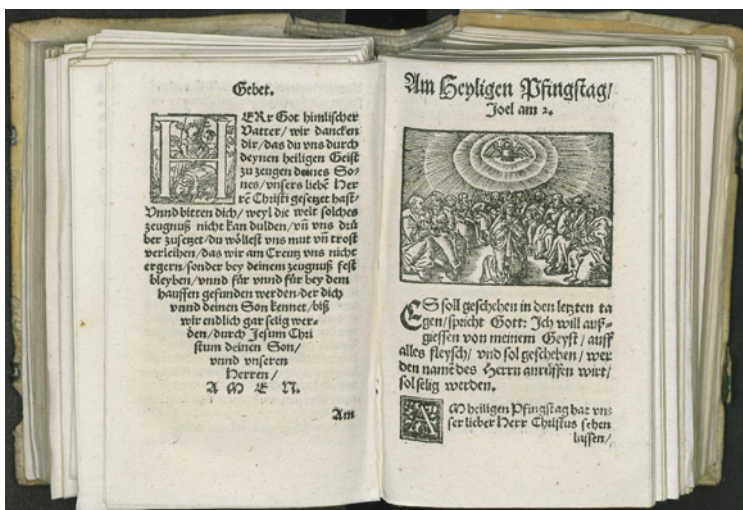 Gebet.
HERr Got himlischer
Vatter/ wir dancken
dir/ das du vns durch
deynen heiligen Geist
zu zeugen deines So-
nes/ vnsers liebē Her
rē Christi gesetzet hast/
Vnnd bitten dich/ weyl die welt solches
zeugnuß nicht kan dulden/ vn̄ vns drü
ber zusetzet/ du wöllest vns mut vn̄ trost
verleihen/ das wir am Creutz vns nicht
ergern/ sonder bey deinem zeugnuß fest
bleyben/ vnnd für vnnd für bey dem
hauffen gefunden werden/ der dich
vnnd deinen Son kennet/ biß
wir endlich gar selig wer-
den/ durch Jesum Chri
stum deinen Son/
vnnd vnseren
Herren/
A M E N.
Am
Am Heyligen Pfingstag/
Joel am 2.
ES soll geschehen in den letzten ta
gen/ spricht Gott: Ich will auß-
giessen von meinem Geyst/ auff
alles fleysch/ vnd sol geschehen/ wer
den namē des Herrn anrüffen wirt/
sol selig werden.
AM heiligen Pfingstag hat vn-
ser lieber Herr Christus sehen
lassen/